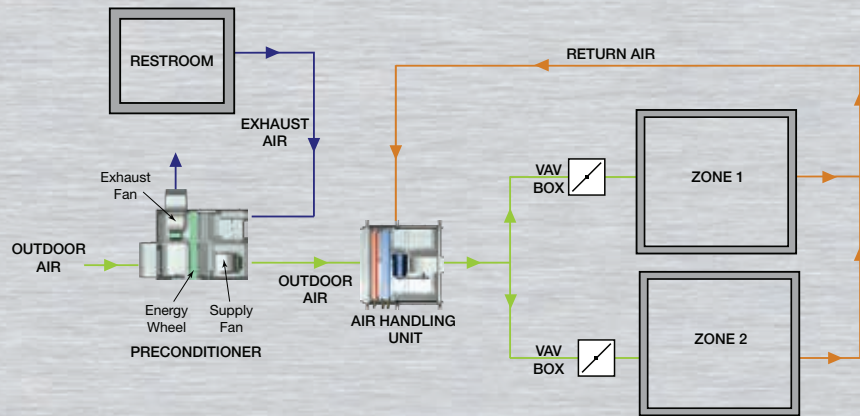 RESTROOM
RETURN AIR
EXHAUST
AIR
Exhaust
Fan
VAV
BOX
ZONE 1
OUTDOOR
AIR
OUTDOOR
AIR
Energy
Wheel
Supply
Fan
PRECONDITIONER
AIR HANDLING
UNIT
VAV
BOX
ZONE 2